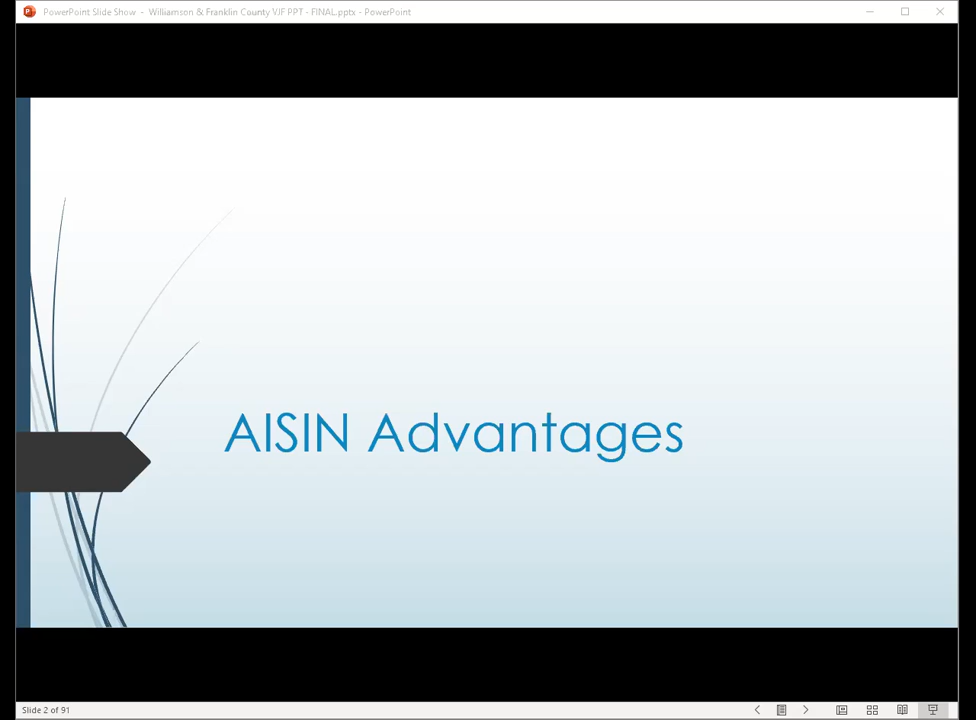 PowerPoint Slide Show - Williamson & Franklin County VJF PPT - FINAL.pptx - PowerPoint
AISIN Advantages
Slide 2 of 91